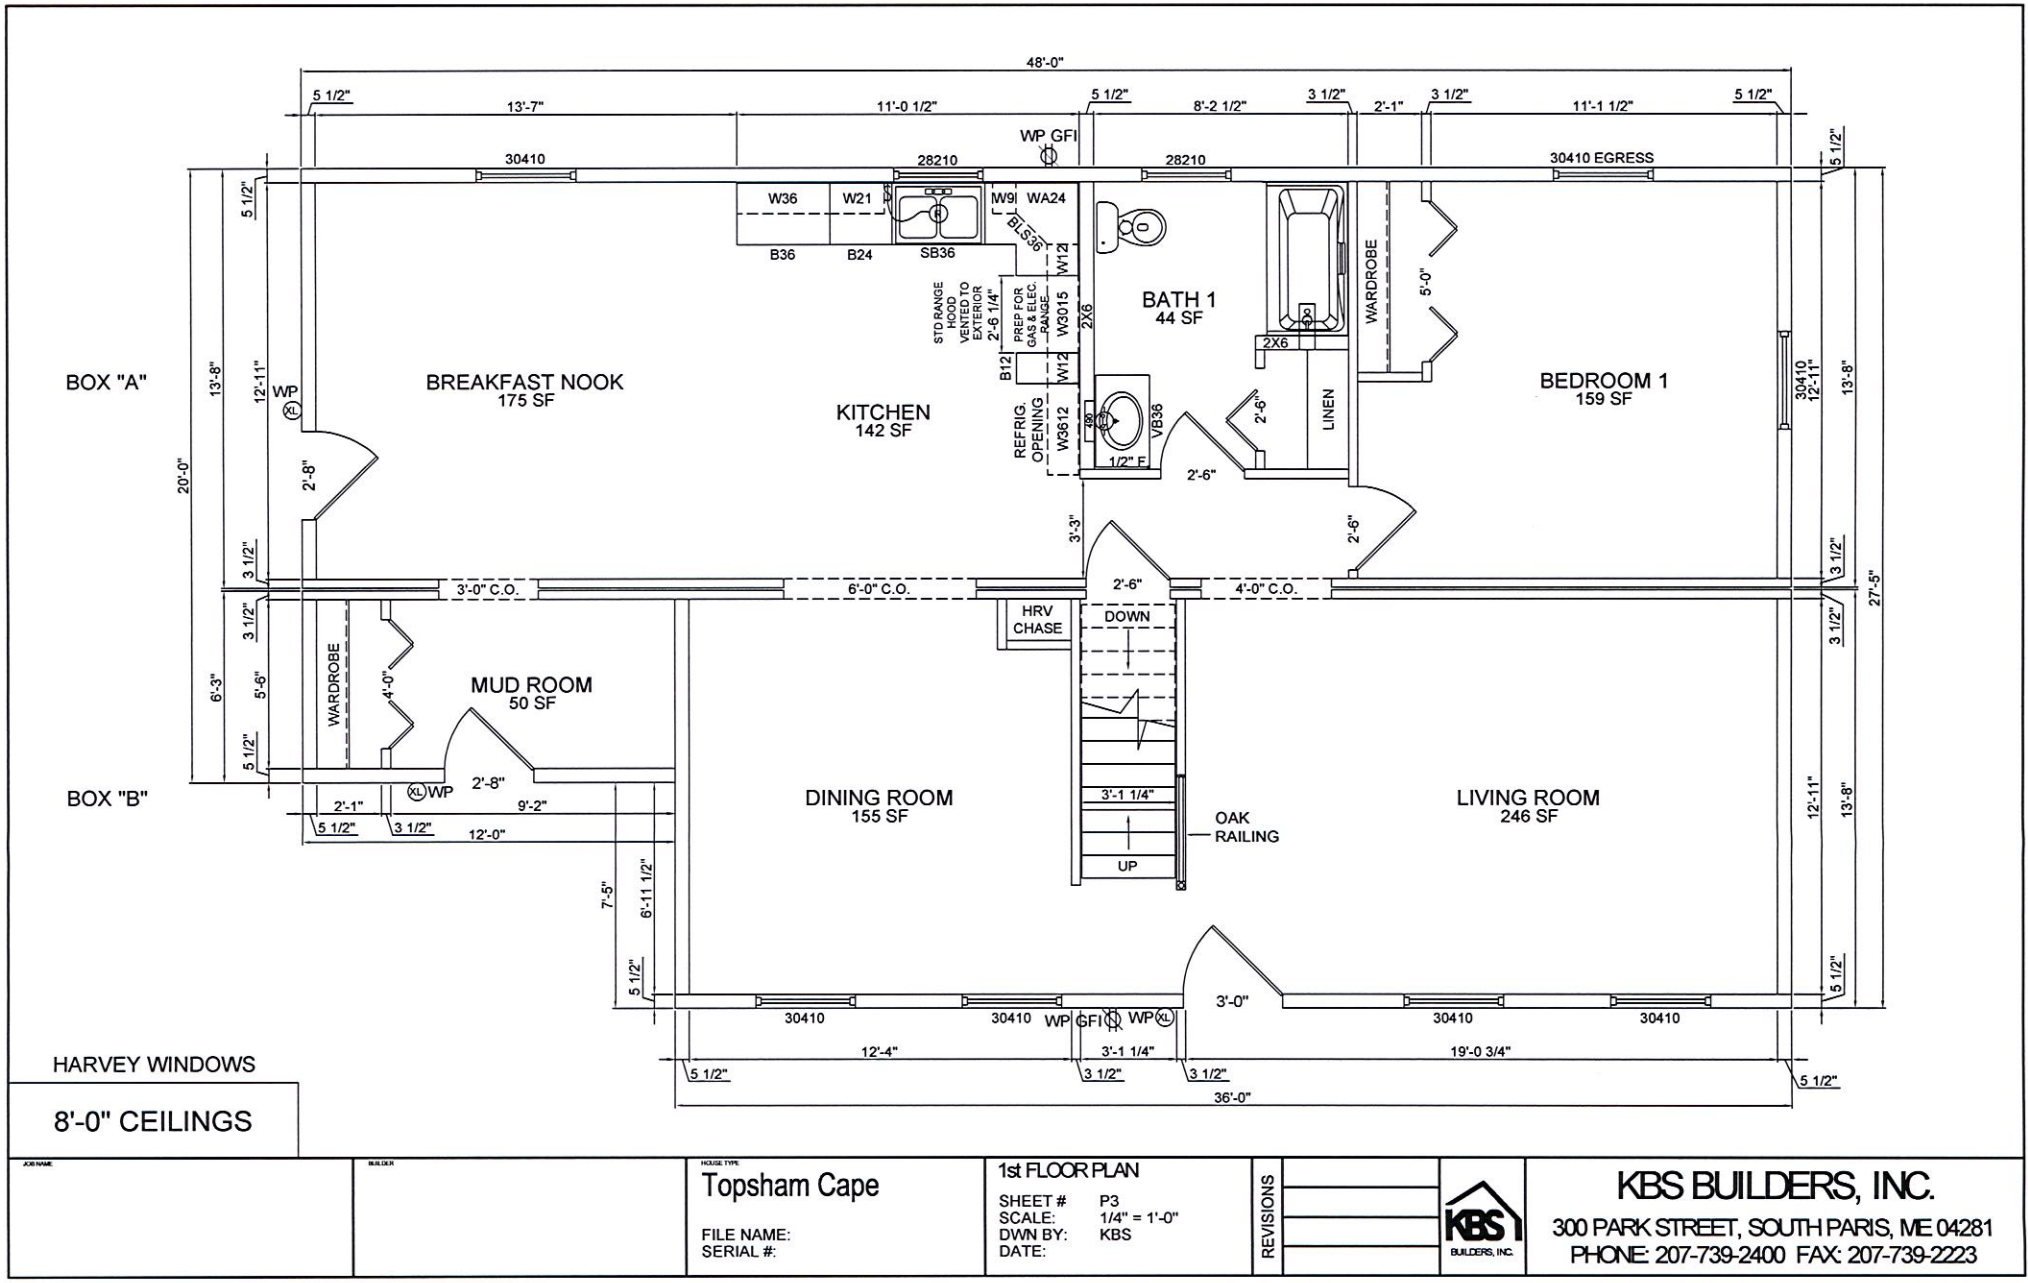 48'-0"
5 1/2"
13'-7"
11'-0 1/2"
5 1/2"
8'-2 1/2"
3 1/2"
2'-1"
3 1/2"
11'-1 1/2"
5 1/2"
WP GFI
30410
28210
28210
30410 EGRESS
5 1/2"
5 1/2"
W36
W21
W9
WA24
BLS36
B36
B24
SB36
W12
STD RANGE
HOOD
VENTED TO
EXTERIOR
2'-6 1/4"
PREP FOR
GAS & ELEC.
RANGE
W3015
2X6
B12
W12
REFRIG.
OPENING
W3612
BATH 1
44 SF
2X6
WARDROBE
5'-0"
BOX "A"
20'-0"
13'-8"
12'-11"
WP
XL
2'-8"
BREAKFAST NOOK
175 SF
KITCHEN
142 SF
490
VB36
1/2" F.
2'-6"
2'-6"
LINEN
BEDROOM 1
159 SF
30410
12'-11"
13'-8"
27'-5"
3'-3"
2'-6"
3 1/2"
3 1/2"
3'-0" C.O.
6'-0" C.O.
2'-6"
4'-0" C.O.
3 1/2"
3 1/2"
HRV
CHASE
DOWN
6'-3"
5'-6"
WARDROBE
4'-0"
MUD ROOM
50 SF
5 1/2"
2'-8"
XL WP
BOX "B"
2'-1"
9'-2"
5 1/2"
3 1/2"
12'-0"
DINING ROOM
155 SF
3'-1 1/4"
UP
OAK
RAILING
LIVING ROOM
246 SF
12'-11"
13'-8"
7'-5"
6'-11 1/2"
5 1/2"
5 1/2"
3'-0"
30410
30410
WP GFI
WP XL
30410
30410
12'-4"
3'-1 1/4"
19'-0 3/4"
5 1/2"
3 1/2"
3 1/2"
5 1/2"
36'-0"
HARVEY WINDOWS
8'-0" CEILINGS
JOB NAME
BUILDER
HOUSE TYPE
Topsham Cape
FILE NAME:
SERIAL #:
1st FLOOR PLAN
SHEET # P3
SCALE: 1/4" = 1'-0"
DWN BY: KBS
DATE:
REVISIONS
KBS
BUILDERS, INC.
KBS BUILDERS, INC.
300 PARK STREET, SOUTH PARIS, ME 04281
PHONE: 207-739-2400 FAX: 207-739-2223